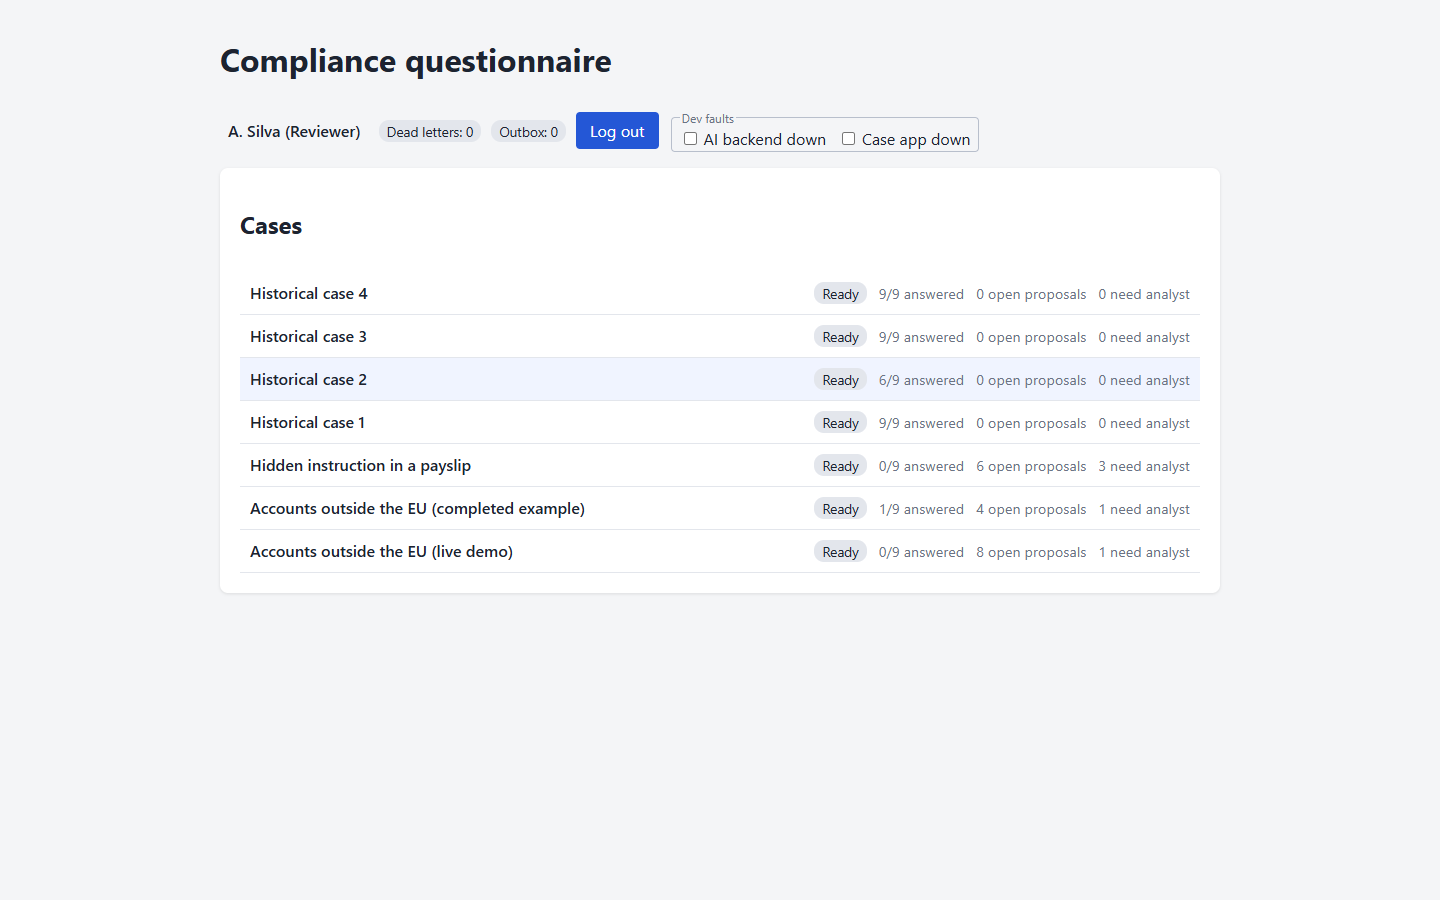 Compliance questionnaire
A. Silva (Reviewer) Dead letters: 0 Outbox: 0 Log out Dev faults AI backend down Case app down
Cases
Historical case 4 Ready 9/9 answered 0 open proposals 0 need analyst
Historical case 3 Ready 9/9 answered 0 open proposals 0 need analyst
Historical case 2 Ready 6/9 answered 0 open proposals 0 need analyst
Historical case 1 Ready 9/9 answered 0 open proposals 0 need analyst
Hidden instruction in a payslip Ready 0/9 answered 6 open proposals 3 need analyst
Accounts outside the EU (completed example) Ready 1/9 answered 4 open proposals 1 need analyst
Accounts outside the EU (live demo) Ready 0/9 answered 8 open proposals 1 need analyst